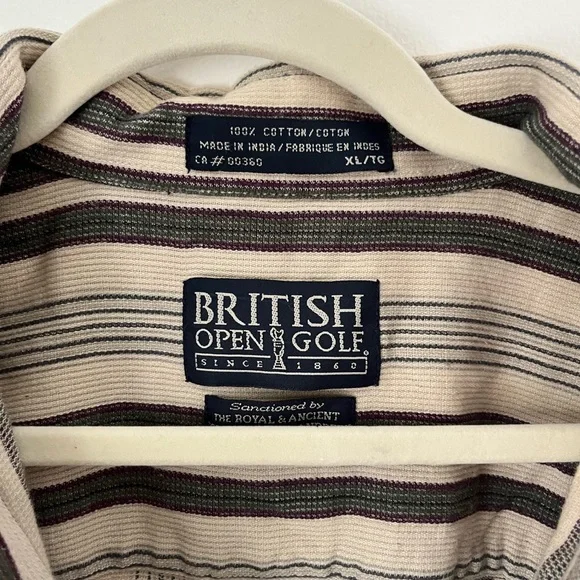 100% COTTON/COTON
MADE IN INDIA/FABRIQUE EN INDES
CA # 00360 XL/TG
BRITISH
OPEN GOLF®
SINCE 1860
Sanctioned by
THE ROYAL & ANCIENT